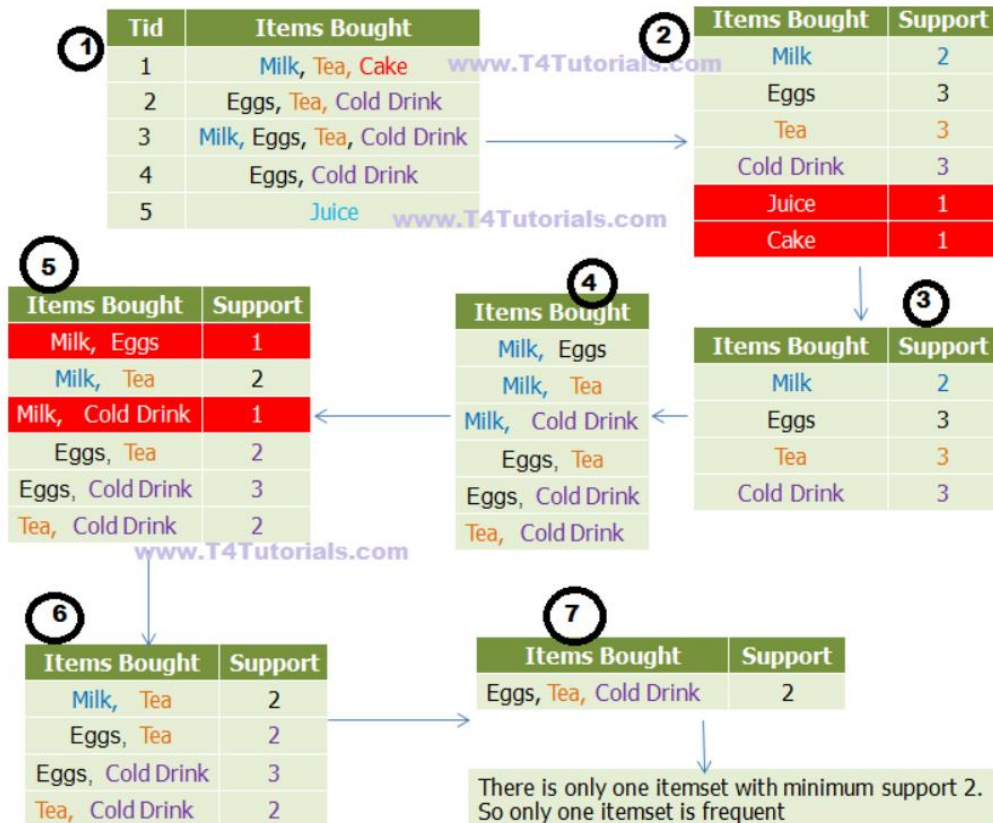 1
Tid Items Bought
1 Milk, Tea, Cake
2 Eggs, Tea, Cold Drink
3 Milk, Eggs, Tea, Cold Drink
4 Eggs, Cold Drink
5 Juice
www.T4Tutorials.com
www.T4Tutorials.com
2
Items Bought Support
Milk 2
Eggs 3
Tea 3
Cold Drink 3
Juice 1
Cake 1
3
Items Bought Support
Milk 2
Eggs 3
Tea 3
Cold Drink 3
4
Items Bought
Milk, Eggs
Milk, Tea
Milk, Cold Drink
Eggs, Tea
Eggs, Cold Drink
Tea, Cold Drink
5
Items Bought Support
Milk, Eggs 1
Milk, Tea 2
Milk, Cold Drink 1
Eggs, Tea 2
Eggs, Cold Drink 3
Tea, Cold Drink 2
www.T4Tutorials.com
6
Items Bought Support
Milk, Tea 2
Eggs, Tea 2
Eggs, Cold Drink 3
Tea, Cold Drink 2
7
Items Bought Support
Eggs, Tea, Cold Drink 2
There is only one itemset with minimum support 2.
So only one itemset is frequent